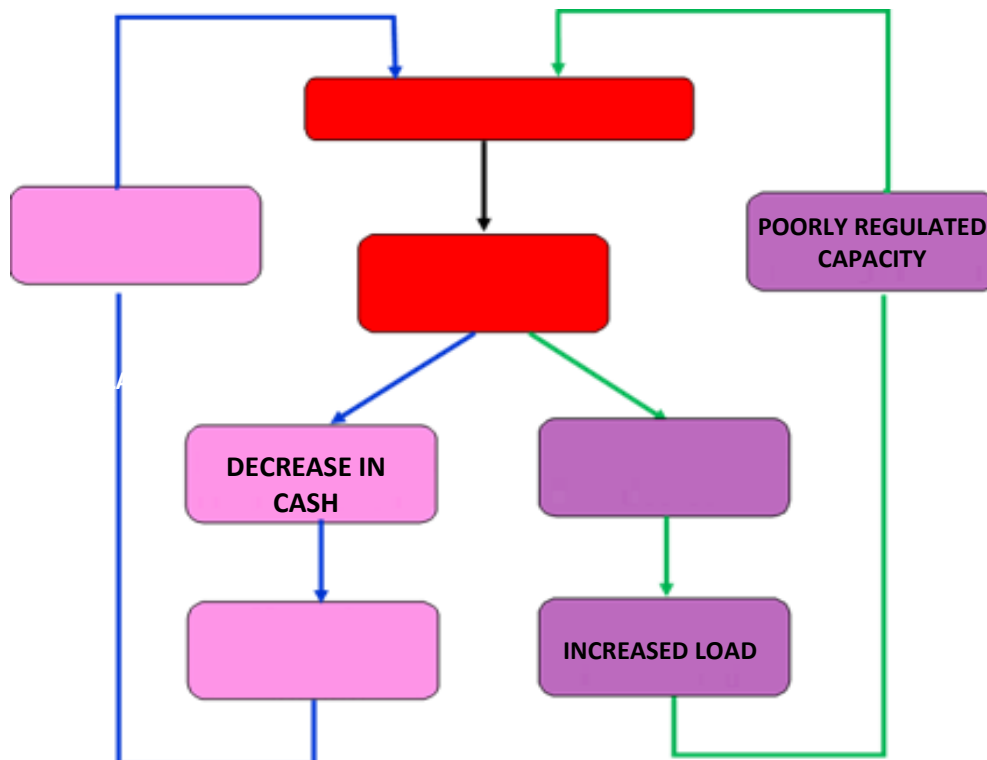 POORLY REGULATED
CAPACITY
A
DECREASE IN
CASH
INCREASED LOAD